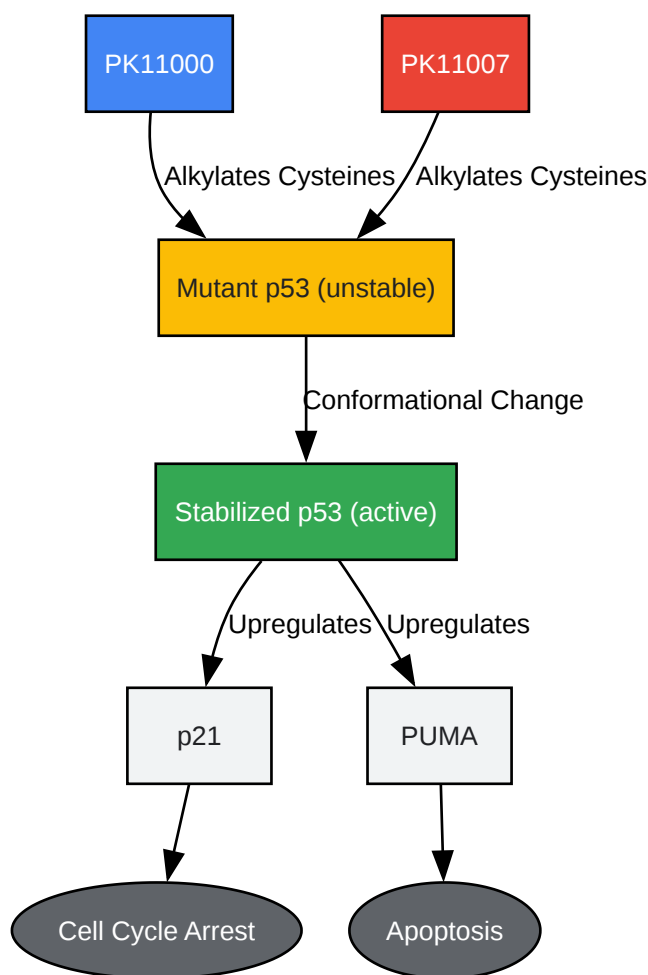 PK11000
PK11007
Alkylates Cysteines
Alkylates Cysteines
Mutant p53 (unstable)
Conformational Change
Stabilized p53 (active)
Upregulates
Upregulates
p21
PUMA
Cell Cycle Arrest
Apoptosis